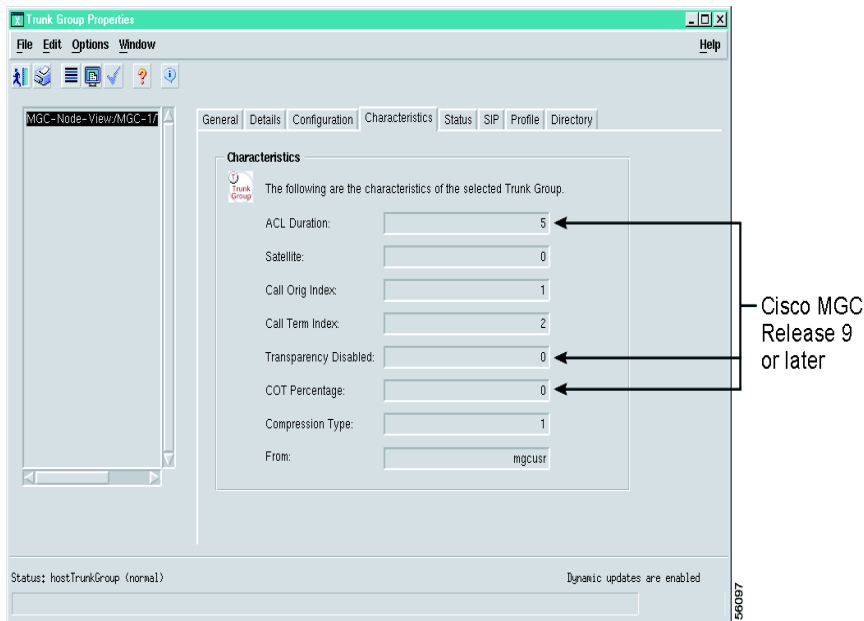 X Trunk Group Properties
File Edit Options Window Help
?
i
MGC-Node-View:/MGC-1/
General Details Configuration Characteristics Status SIP Profile Directory
Characteristics
T
Trunk
Group
The following are the characteristics of the selected Trunk Group.
ACL Duration: 5
Satellite: 0
Call Orig Index: 1
Call Term Index: 2
Transparency Disabled: 0
COT Percentage: 0
Compression Type: 1
From: mgcusr
Cisco MGC
Release 9
or later
Status: hostTrunkGroup (normal) Dynamic updates are enabled
56097